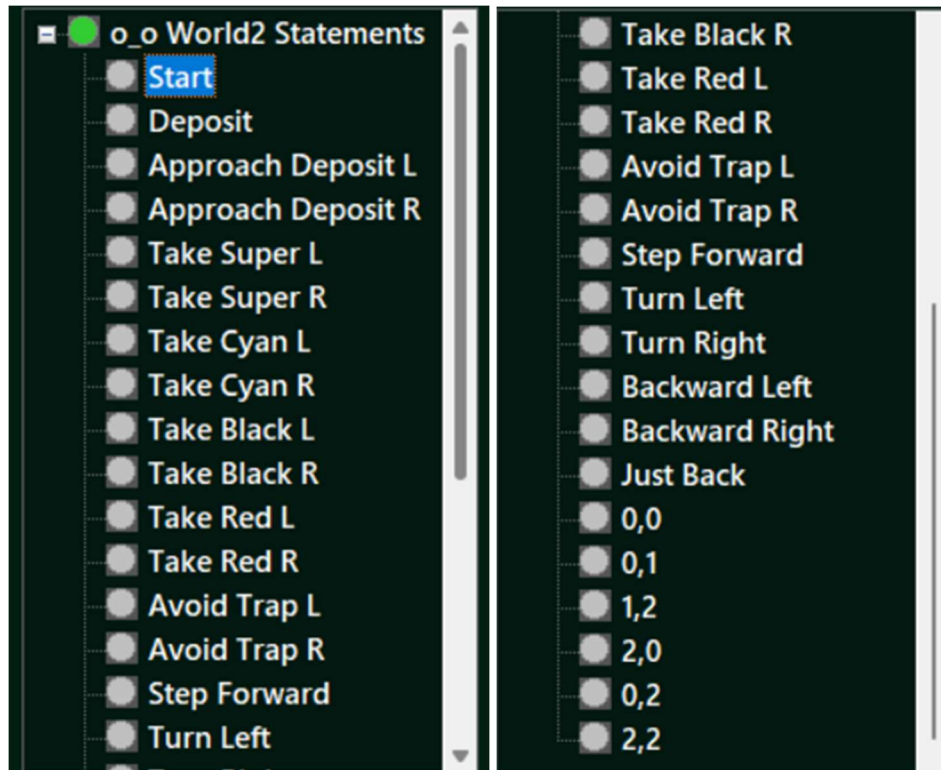 o_o World2 Statements
Start
Deposit
Approach Deposit L
Approach Deposit R
Take Super L
Take Super R
Take Cyan L
Take Cyan R
Take Black L
Take Black R
Take Red L
Take Red R
Avoid Trap L
Avoid Trap R
Step Forward
Turn Left
Take Black R
Take Red L
Take Red R
Avoid Trap L
Avoid Trap R
Step Forward
Turn Left
Turn Right
Backward Left
Backward Right
Just Back
0,0
0,1
1,2
2,0
0,2
2,2